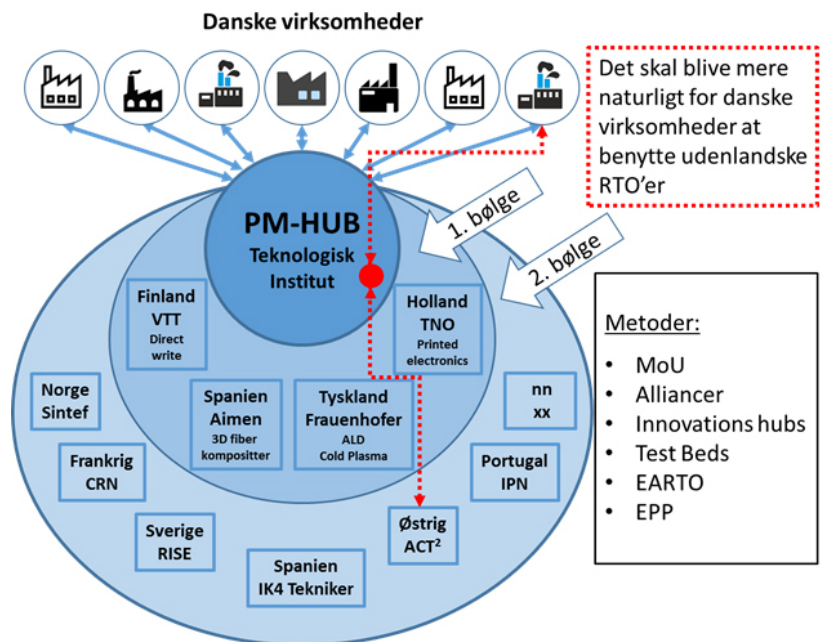 Danske virksomheder
Det skal blive mere
naturligt for danske
virksomheder at
benytte udenlandske
RTO’er
PM-HUB
Teknologisk
Institut
1. bølge
2. bølge
Finland
VTT
Direct
write
Holland
TNO
Printed
electronics
Norge
Sintef
Spanien
Aimen
3D fiber
kompositter
Tyskland
Frauenhofer
ALD
Cold Plasma
nn
xx
Frankrig
CRN
Portugal
IPN
Sverige
RISE
Spanien
IK4 Tekniker
Østrig
ACT²
Metoder:
• MoU
• Alliancer
• Innovations hubs
• Test Beds
• EARTO
• EPP